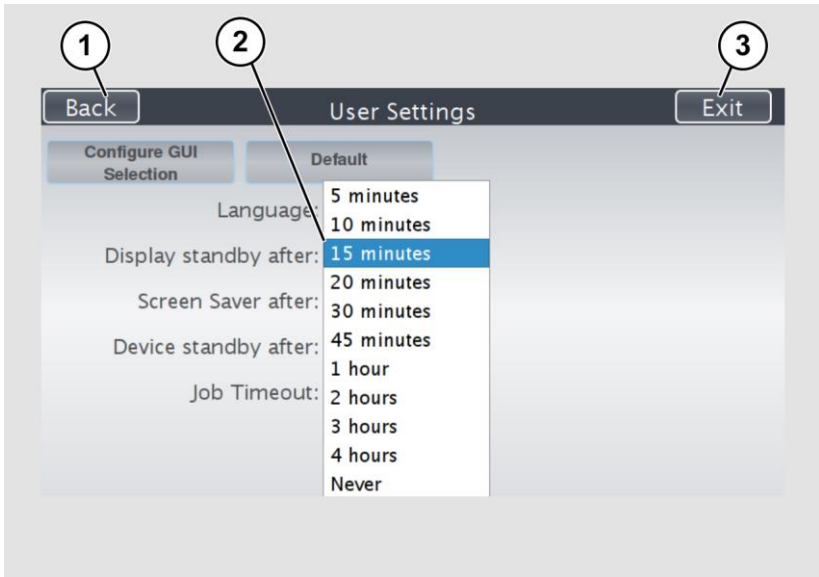 1
2
3
Back
User Settings
Exit
Configure GUI
Selection
Default
Language:
Display standby after:
Screen Saver after:
Device standby after:
Job Timeout:
5 minutes
10 minutes
15 minutes
20 minutes
30 minutes
45 minutes
1 hour
2 hours
3 hours
4 hours
Never